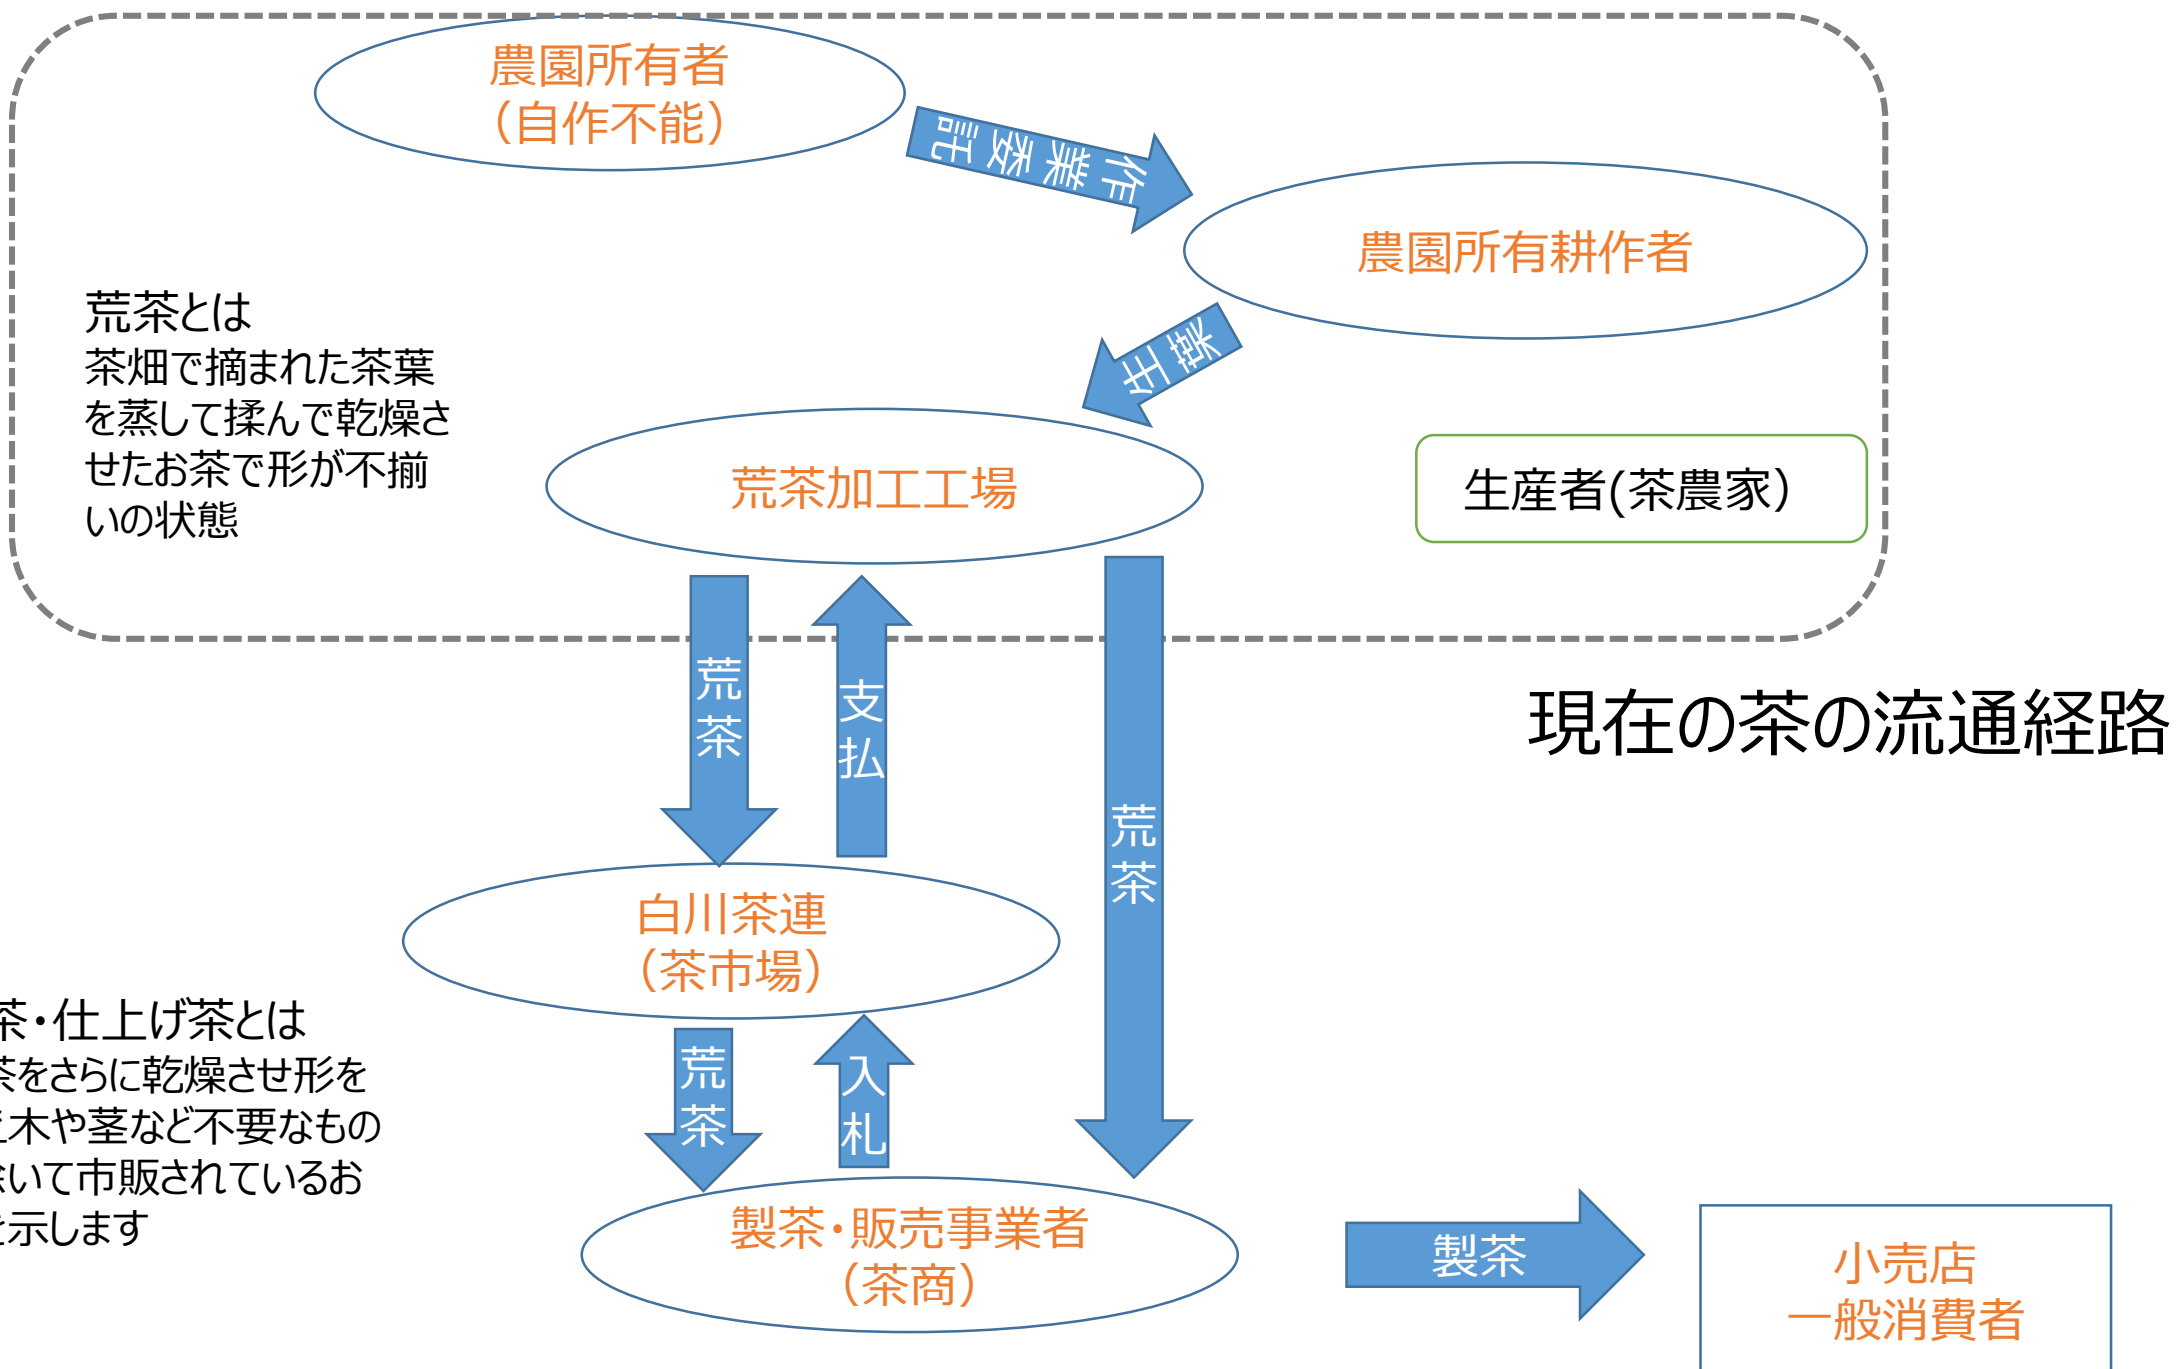 農園所有者
（自作不能）
作業委託
農園所有耕作者
生葉
荒茶とは
茶畑で摘まれた茶葉
を蒸して揉んで乾燥さ
せたお茶で形が不揃
いの状態
荒茶加工工場
生産者(茶農家）
荒茶
支払
荒茶
現在の茶の流通経路
白川茶連
（茶市場）
茶・仕上げ茶とは
茶をさらに乾燥させ形を
木や茎など不要なもの
いて市販されているお
を示します
荒茶
入札
製茶・販売事業者
（茶商）
製茶
小売店
一般消費者